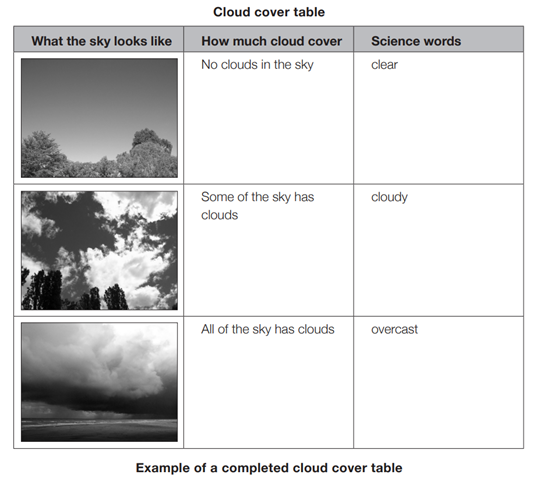 Cloud cover table
What the sky looks like How much cloud cover Science words
No clouds in the sky clear
Some of the sky has cloudy
clouds
All of the sky has clouds overcast
Example of a completed cloud cover table